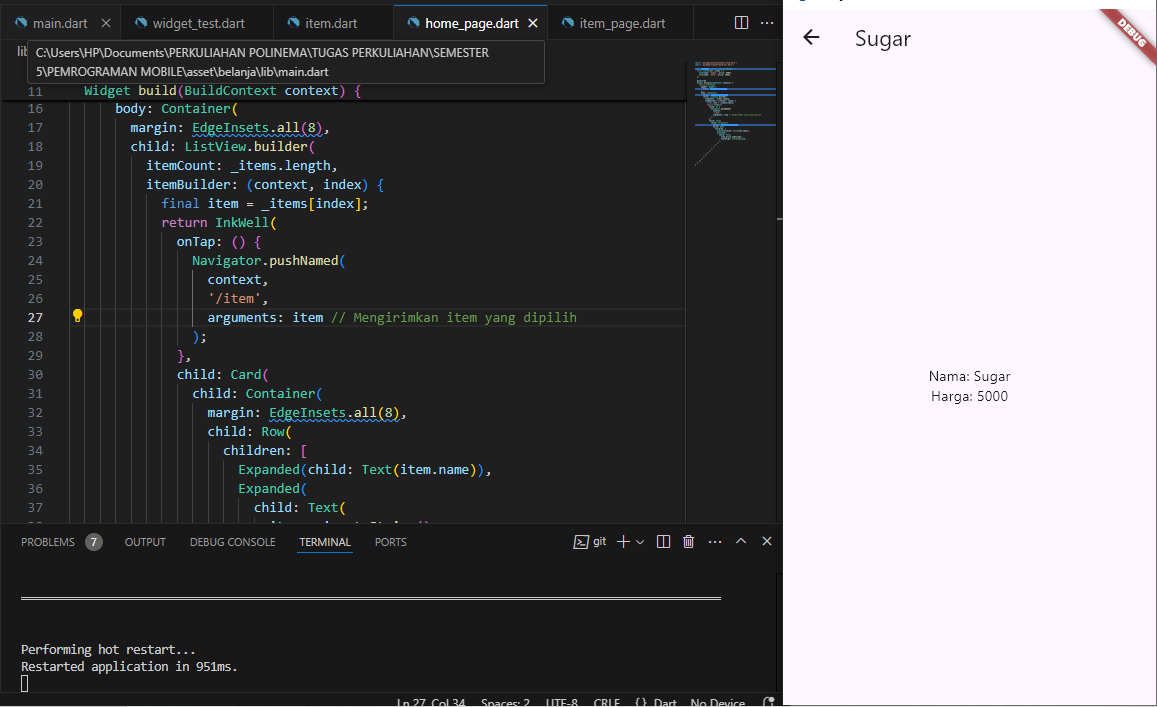 main.dart
widget_test.dart
item.dart
home_page.dart
item_page.dart
lib
C:\Users\HP\Documents\PERKULIAHAN POLINEMA\TUGAS PERKULIAHAN\SEMESTER
5\PEMROGRAMAN MOBILE\asset\belanja\lib\main.dart
11 Widget build(BuildContext context) {
16 body: Container(
17 margin: EdgeInsets.all(8),
18 child: ListView.builder(
19 itemCount: _items.length,
20 itemBuilder: (context, index) {
21 final item = _items[index];
22 return InkWell(
23 onTap: () {
24 Navigator.pushNamed(
25 context,
26 '/item',
27 arguments: item // Mengirimkan item yang dipilih
28 );
29 },
30 child: Card(
31 child: Container(
32 margin: EdgeInsets.all(8),
33 child: Row(
34 children: [
35 Expanded(child: Text(item.name)),
36 Expanded(
37 child: Text(
PROBLEMS 7 OUTPUT DEBUG CONSOLE TERMINAL PORTS
git
Performing hot restart...
Restarted application in 951ms.
Ln 27, Col 34 Spaces: 2 UTF-8 CRLF {} Dart No Device
Sugar
DEBUG
Nama: Sugar
Harga: 5000